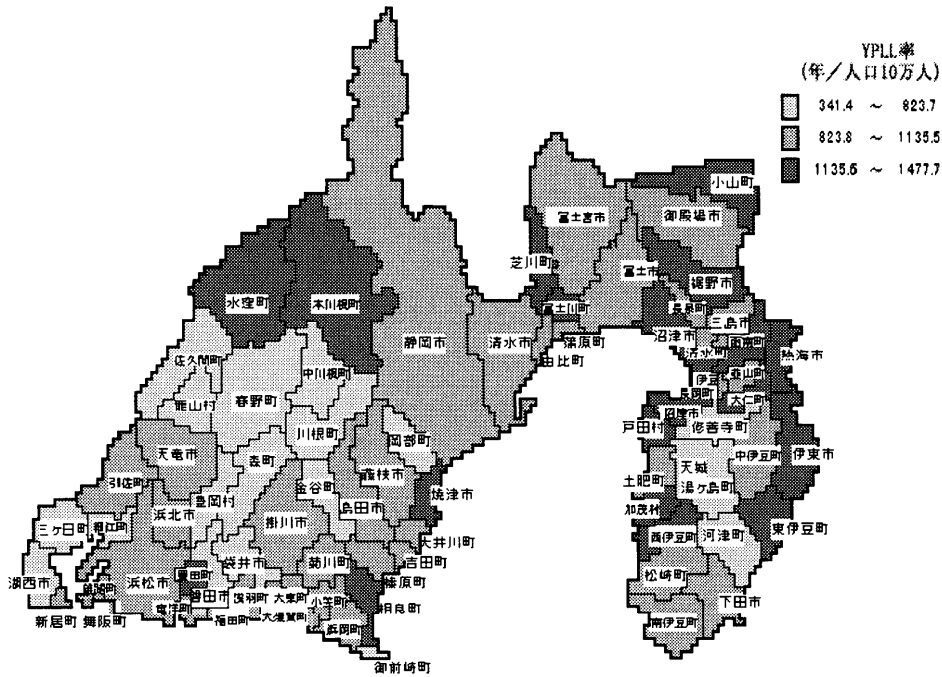 YPLL率
(年／人口10万人)
341.4 ～ 823.7
823.8 ～ 1135.5
1135.6 ～ 1477.7
小山町
富士宮市
御殿場市
芝川町
富士市
裾野市
水窪町
本川根町
富士川町
長泉町
静岡市
清水市
蒲原町
沼津市
三島市
函南町
熱海市
佐久間町
由比町
清水町
中川根町
伊豆
長岡町
韮山町
龍山村
春野町
大仁町
川根町
岡部町
戸田村
沼津市
修善寺町
天竜市
森町
藤枝市
天城
湯ヶ島町
中伊豆町
伊東市
引佐町
豊岡村
金谷町
島田市
焼津市
土肥町
三ヶ日町
細江町
浜北市
掛川市
大井川町
加茂村
西伊豆町
河津町
東伊豆町
湖西市
浜松市
豊田町
袋井市
菊川町
吉田町
榛原町
松崎町
磐田市
浅羽町
大東町
小笠町
相良町
下田市
新居町
舞阪町
竜洋町
福田町
大須賀町
浜岡町
南伊豆町
御前崎町